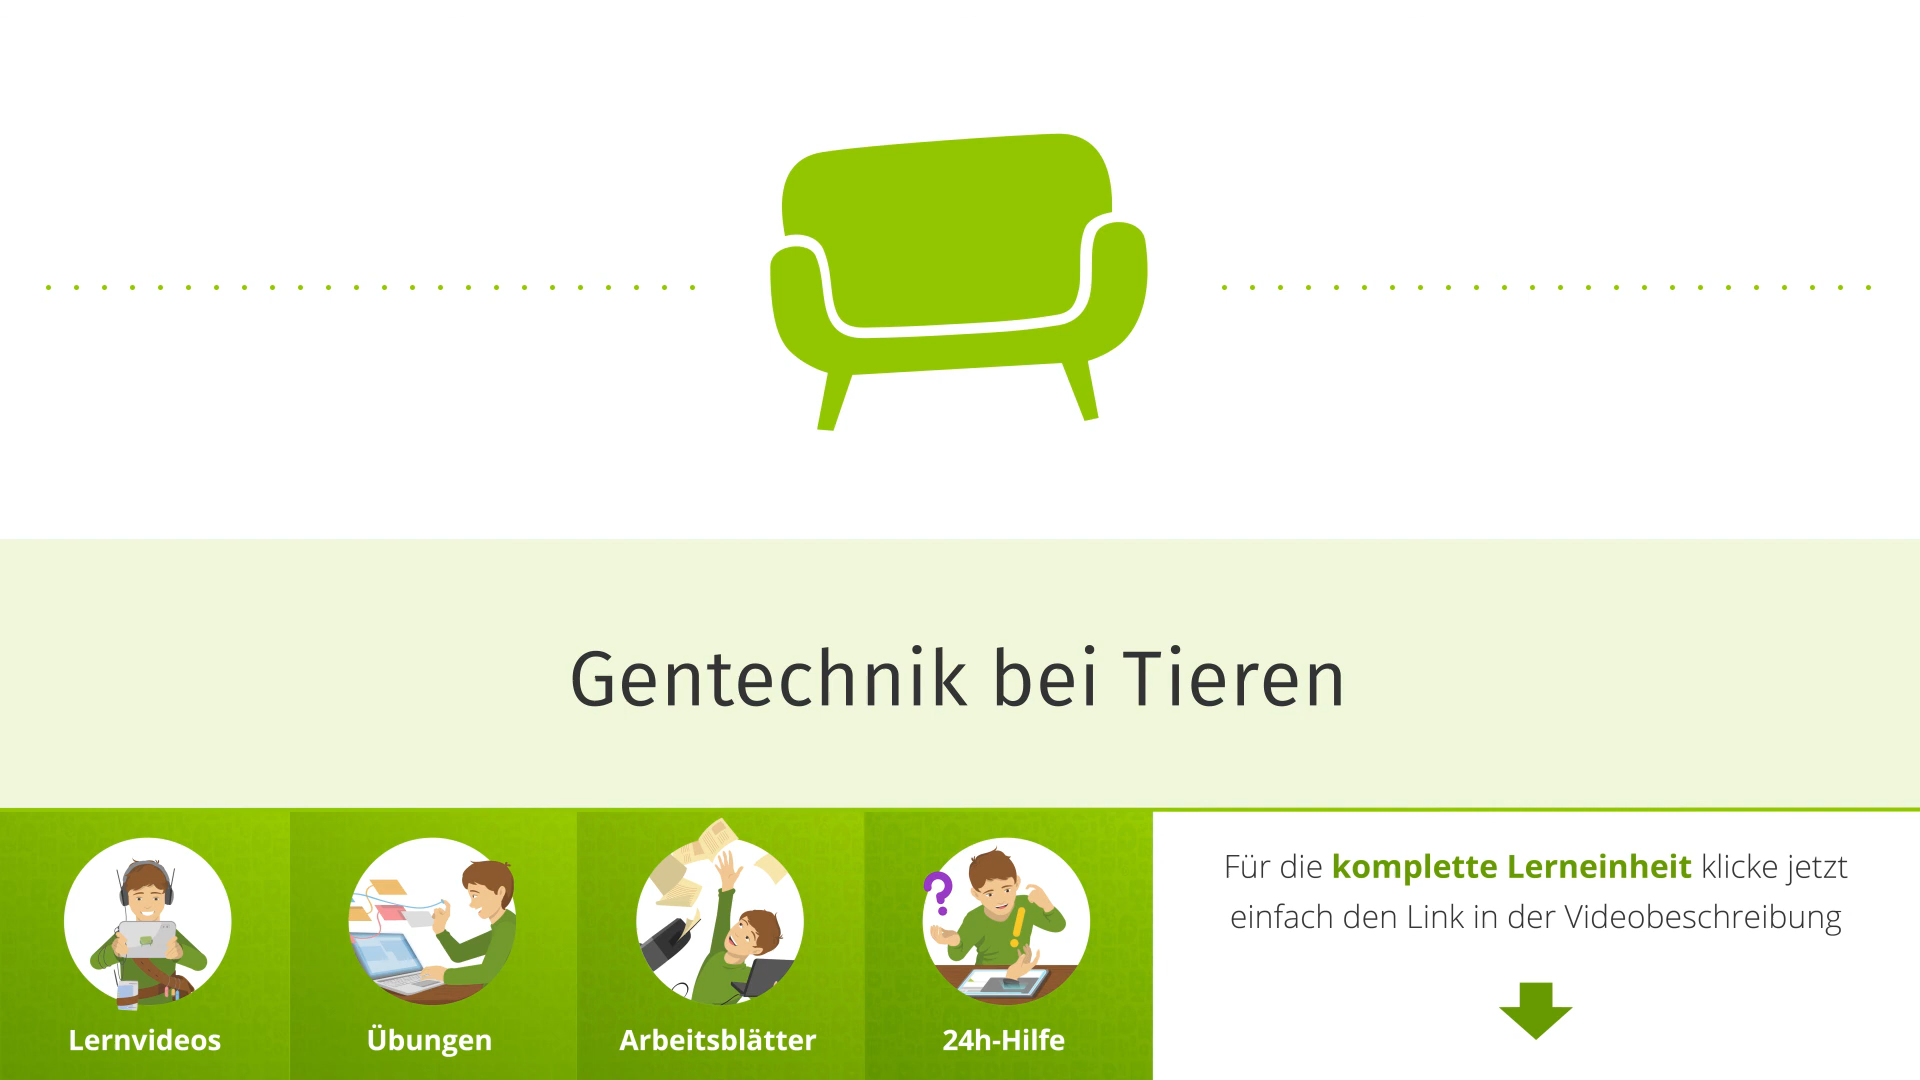 Gentechnik bei Tieren
Lernvideos
Übungen
Arbeitsblätter
24h-Hilfe
Für die komplette Lerneinheit klicke jetzt
einfach den Link in der Videobeschreibung